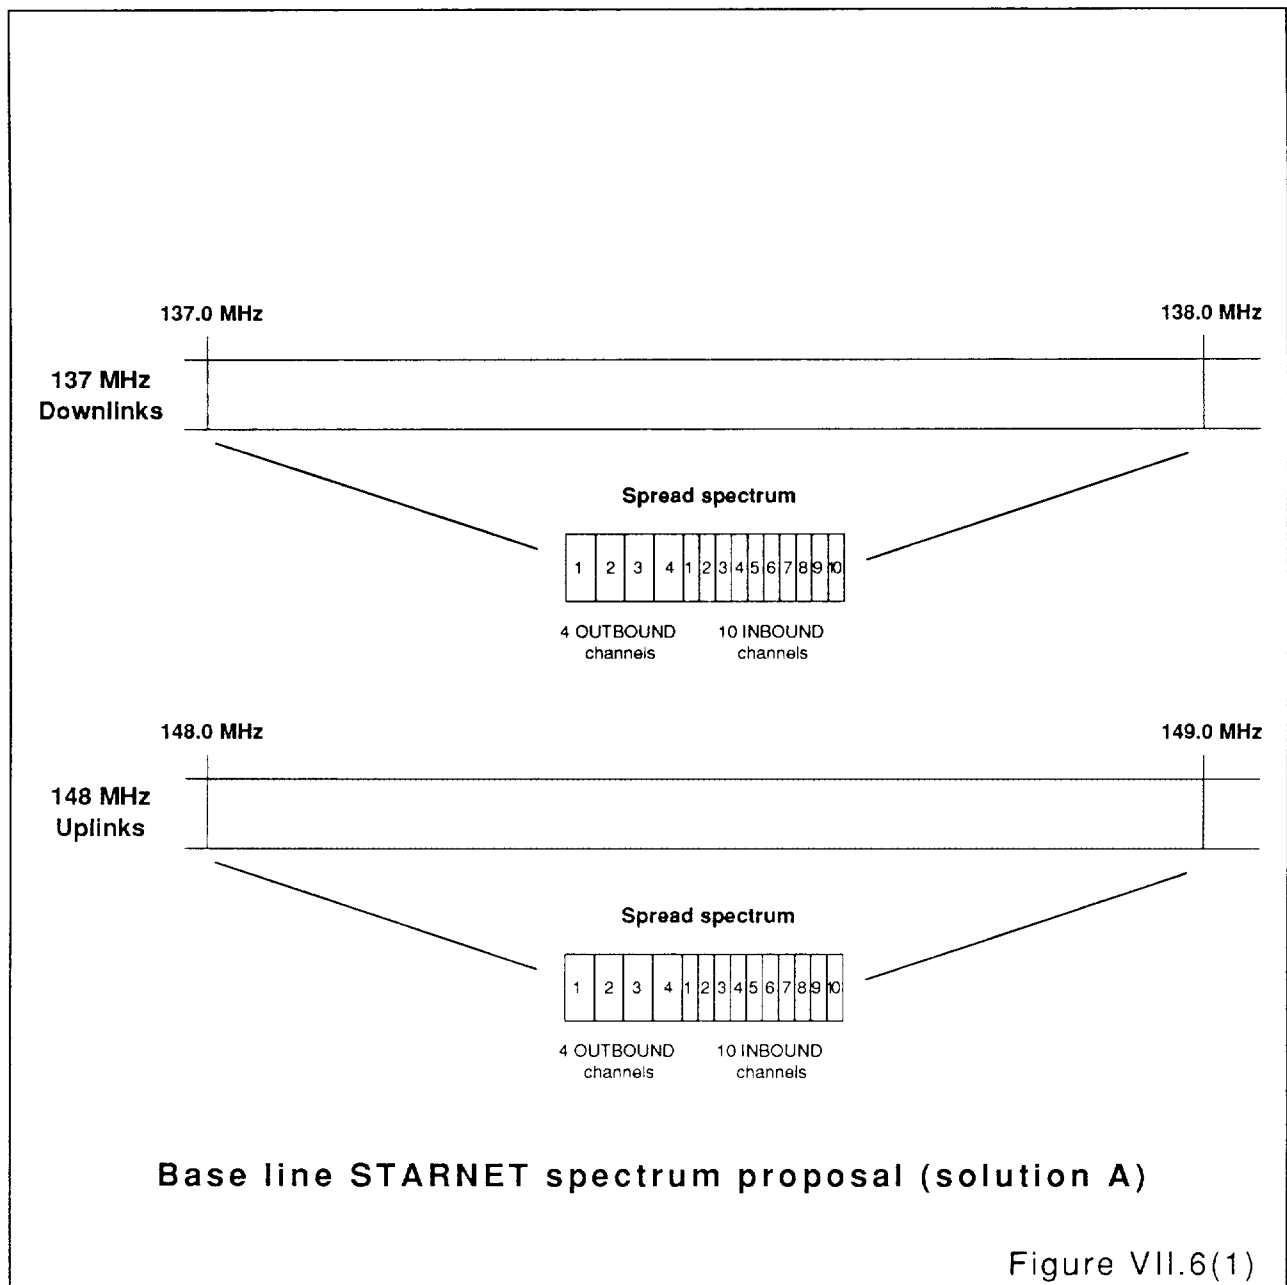 137.0 MHz
138.0 MHz
137 MHz
Downlinks
Spread spectrum
1 2 3 4 1 2 3 4 5 6 7 8 9 10
4 OUTBOUND channels
10 INBOUND channels
148.0 MHz
149.0 MHz
148 MHz
Uplinks
Spread spectrum
1 2 3 4 1 2 3 4 5 6 7 8 9 10
4 OUTBOUND channels
10 INBOUND channels
Base line STARNET spectrum proposal (solution A)
Figure VII.6(1)